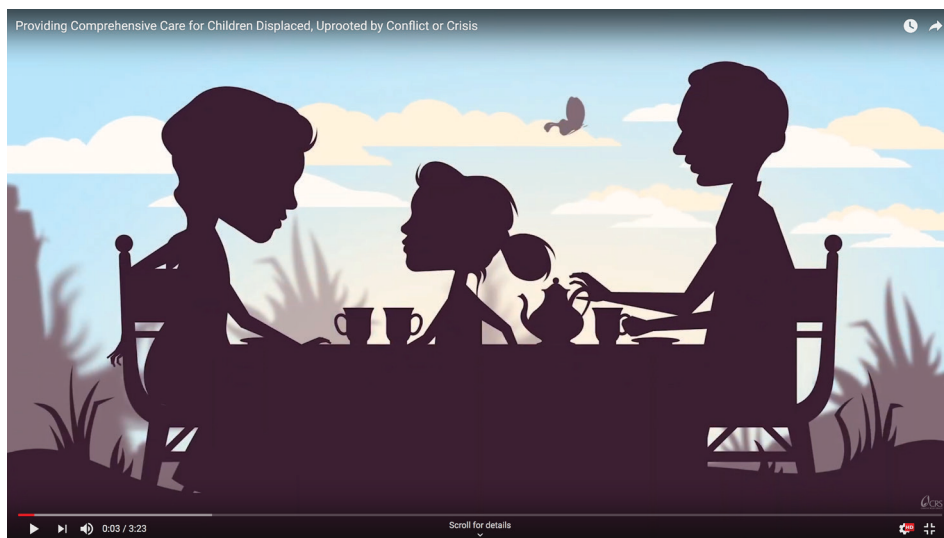 Providing Comprehensive Care for Children Displaced, Uprooted by Conflict or Crisis
CRS
0:03 / 3:23
Scroll for details
HD